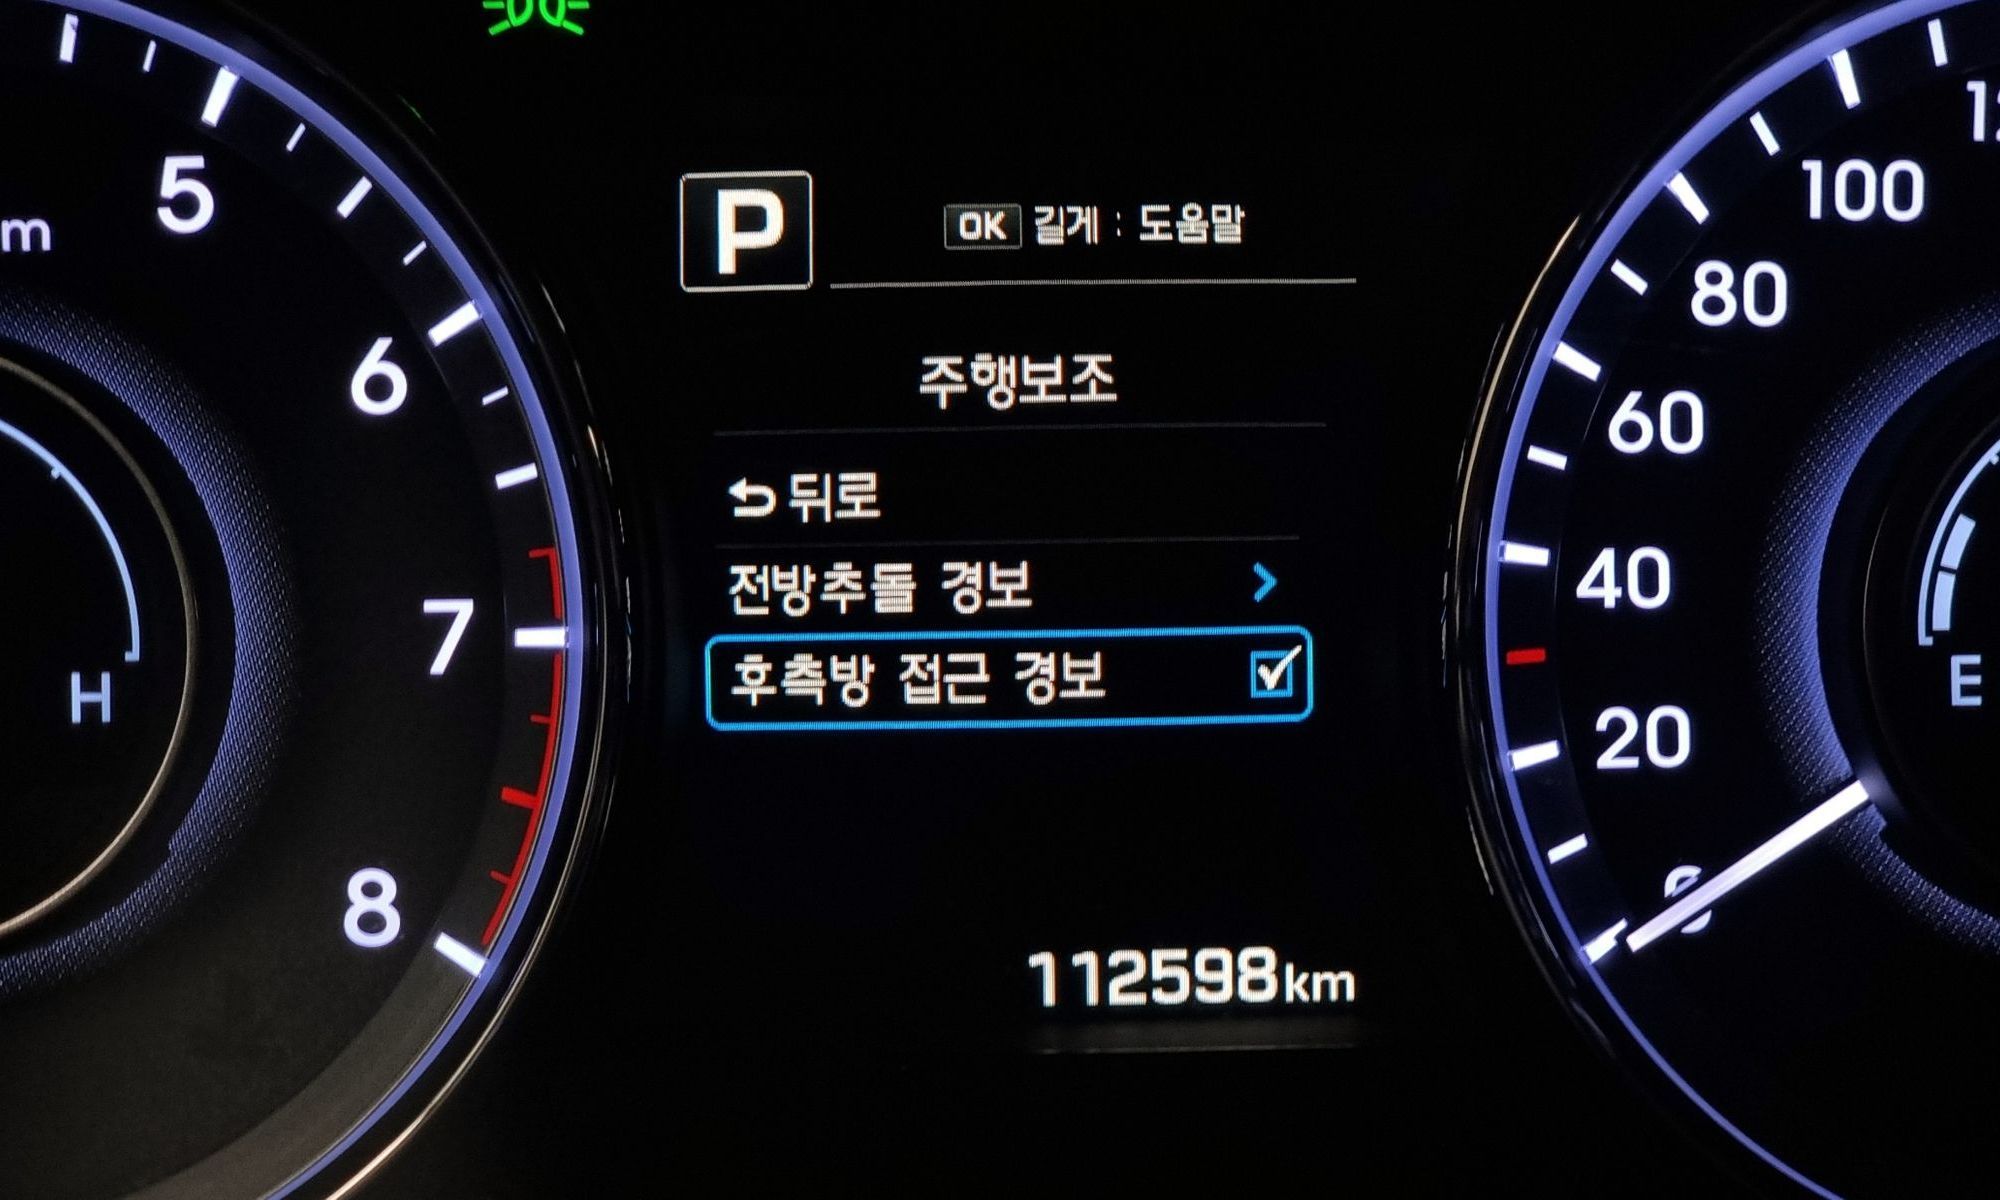 P
OK 길게 : 도움말
주행보조
뒤로
전방추돌 경보
후측방 접근 경보
112598km
5
6
7
8
H
100
80
60
40
20
0
E